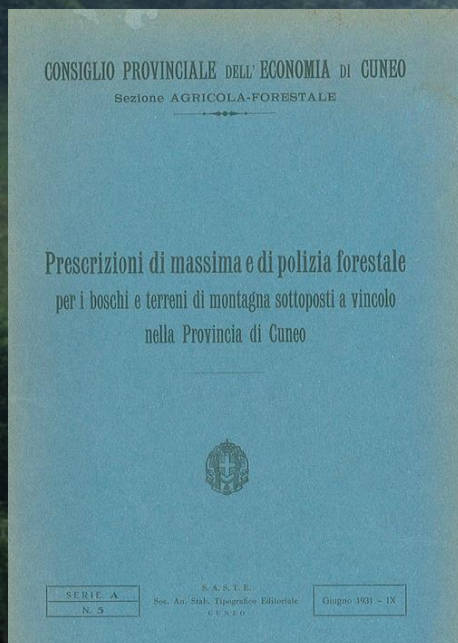 CONSIGLIO PROVINCIALE DELL'ECONOMIA DI CUNEO
Sezione AGRICOLA-FORESTALE
Prescrizioni di massima e di polizia forestale
per i boschi e terreni di montagna sottoposti a vincolo
nella Provincia di Cuneo
SERIE A
N. 5
S. A. S. T. E.
Soc. An. Stab. Tipografico Editoriale
CUNEO
Giugno 1931 - IX